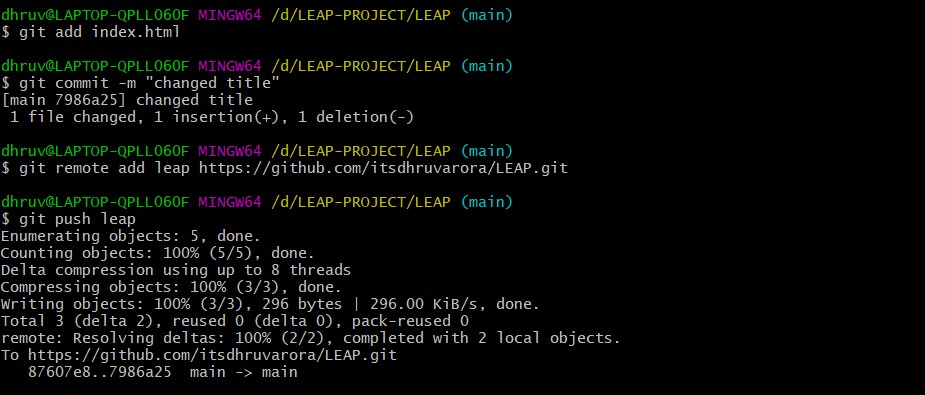 dhruv@LAPTOP-QPLLO6OF MINGW64 /d/LEAP-PROJECT/LEAP (main)
$ git add index.html
dhruv@LAPTOP-QPLLO6OF MINGW64 /d/LEAP-PROJECT/LEAP (main)
$ git commit -m "changed title"
[main 7986a25] changed title
 1 file changed, 1 insertion(+), 1 deletion(-)
dhruv@LAPTOP-QPLLO6OF MINGW64 /d/LEAP-PROJECT/LEAP (main)
$ git remote add leap https://github.com/itsdhruvarora/LEAP.git
dhruv@LAPTOP-QPLLO6OF MINGW64 /d/LEAP-PROJECT/LEAP (main)
$ git push leap
Enumerating objects: 5, done.
Counting objects: 100% (5/5), done.
Delta compression using up to 8 threads
Compressing objects: 100% (3/3), done.
Writing objects: 100% (3/3), 296 bytes | 296.00 KiB/s, done.
Total 3 (delta 2), reused 0 (delta 0), pack-reused 0
remote: Resolving deltas: 100% (2/2), completed with 2 local objects.
To https://github.com/itsdhruvarora/LEAP.git
   87607e8..7986a25  main -> main